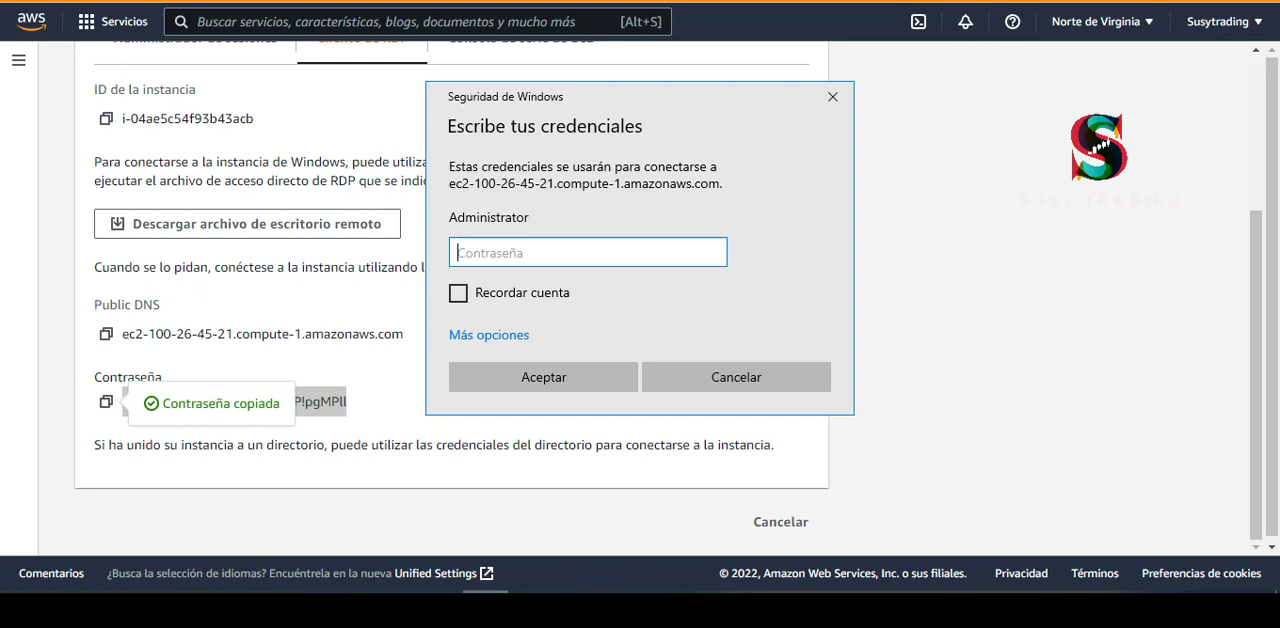 aws
Servicios
Buscar servicios, características, blogs, documentos y mucho más [Alt+S]
Norte de Virginia
Susytrading
ID de la instancia
i-04ae5c54f93b43acb
Para conectarse a la instancia de Windows, puede utiliza
ejecutar el archivo de acceso directo de RDP que se indi
Descargar archivo de escritorio remoto
Cuando se lo pidan, conéctese a la instancia utilizando l
Public DNS
ec2-100-26-45-21.compute-1.amazonaws.com
Contraseña
Contraseña copiada
P!pgMPlL
Si ha unido su instancia a un directorio, puede utilizar las credenciales del directorio para conectarse a la instancia.
Cancelar
Seguridad de Windows
Escribe tus credenciales
Estas credenciales se usarán para conectarse a
ec2-100-26-45-21.compute-1.amazonaws.com.
Administrator
Contraseña
Recordar cuenta
Más opciones
Aceptar
Cancelar
SUSY TRADING
Comentarios
¿Busca la selección de idiomas? Encuéntrela en la nueva Unified Settings
© 2022, Amazon Web Services, Inc. o sus filiales.
Privacidad
Términos
Preferencias de cookies